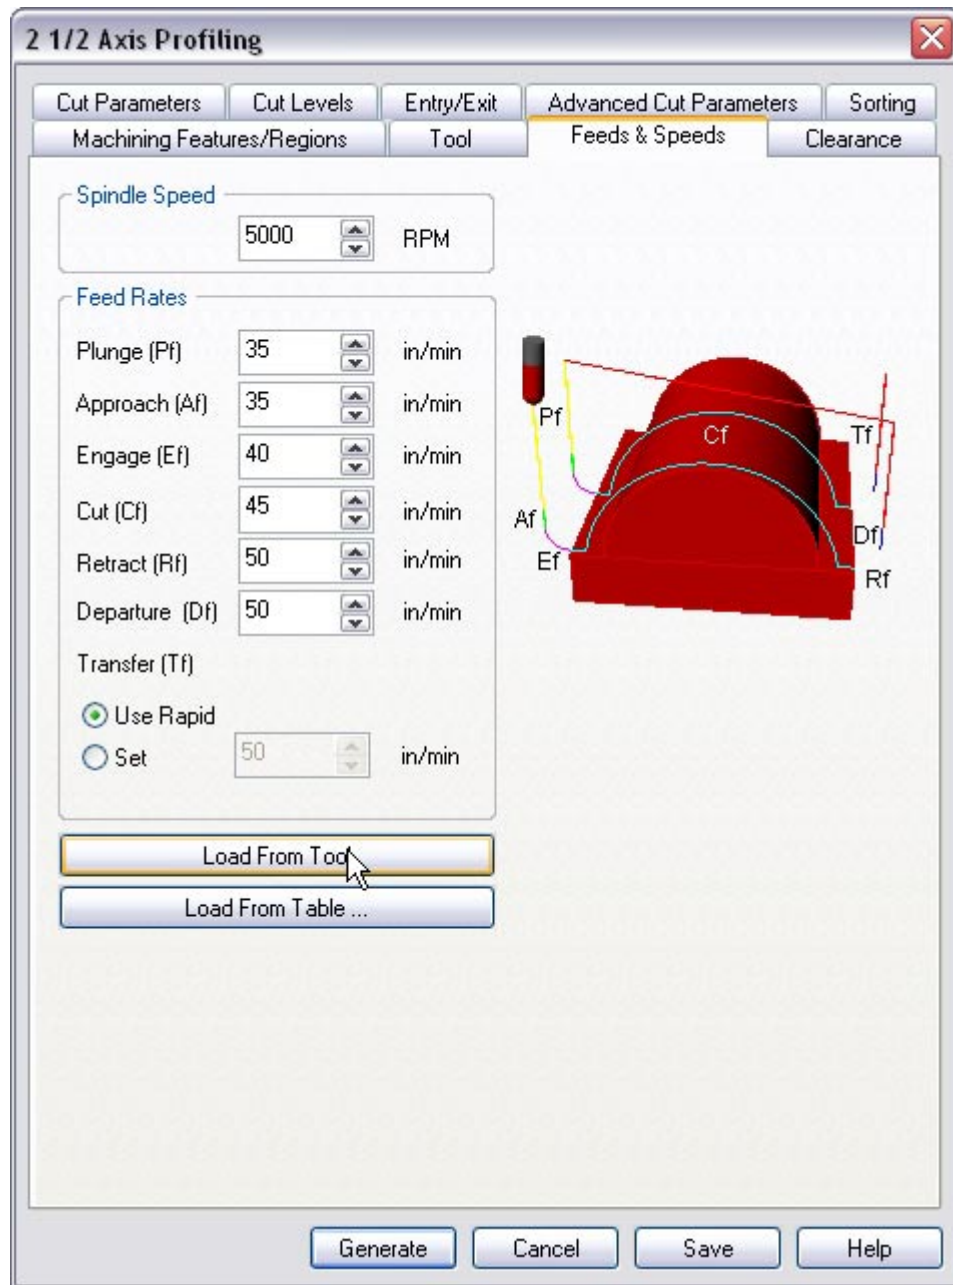 2 1/2 Axis Profiling
Cut Parameters
Cut Levels
Entry/Exit
Advanced Cut Parameters
Sorting
Machining Features/Regions
Tool
Feeds & Speeds
Clearance
Spindle Speed
5000 RPM
Feed Rates
Plunge (Pf) 35 in/min
Approach (Af) 35 in/min
Engage (Ef) 40 in/min
Cut (Cf) 45 in/min
Retract (Rf) 50 in/min
Departure (Df) 50 in/min
Transfer (Tf)
Use Rapid
Set 50 in/min
Load From Tool
Load From Table ...
Pf
Cf
Tf
Af
Df
Ef
Rf
Generate
Cancel
Save
Help